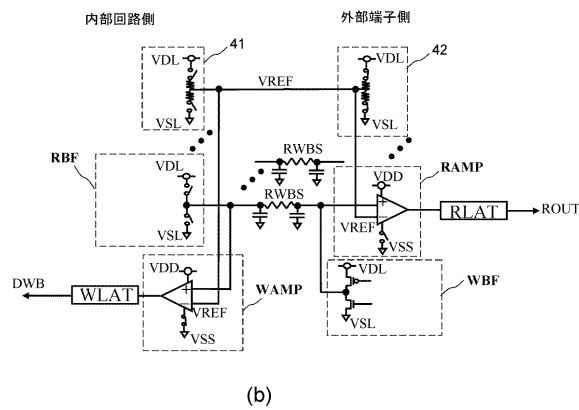 内部回路側
外部端子側
41
42
VDL
VDL
VREF
VSL
VSL
RBF
VDL
VSL
RWBS
RWBS
RAMP
VDD
VREF
VSS
RLAT
ROUT
VDL
VSL
WBF
DWB
WLAT
VDD
VREF
VSS
WAMP
(b)